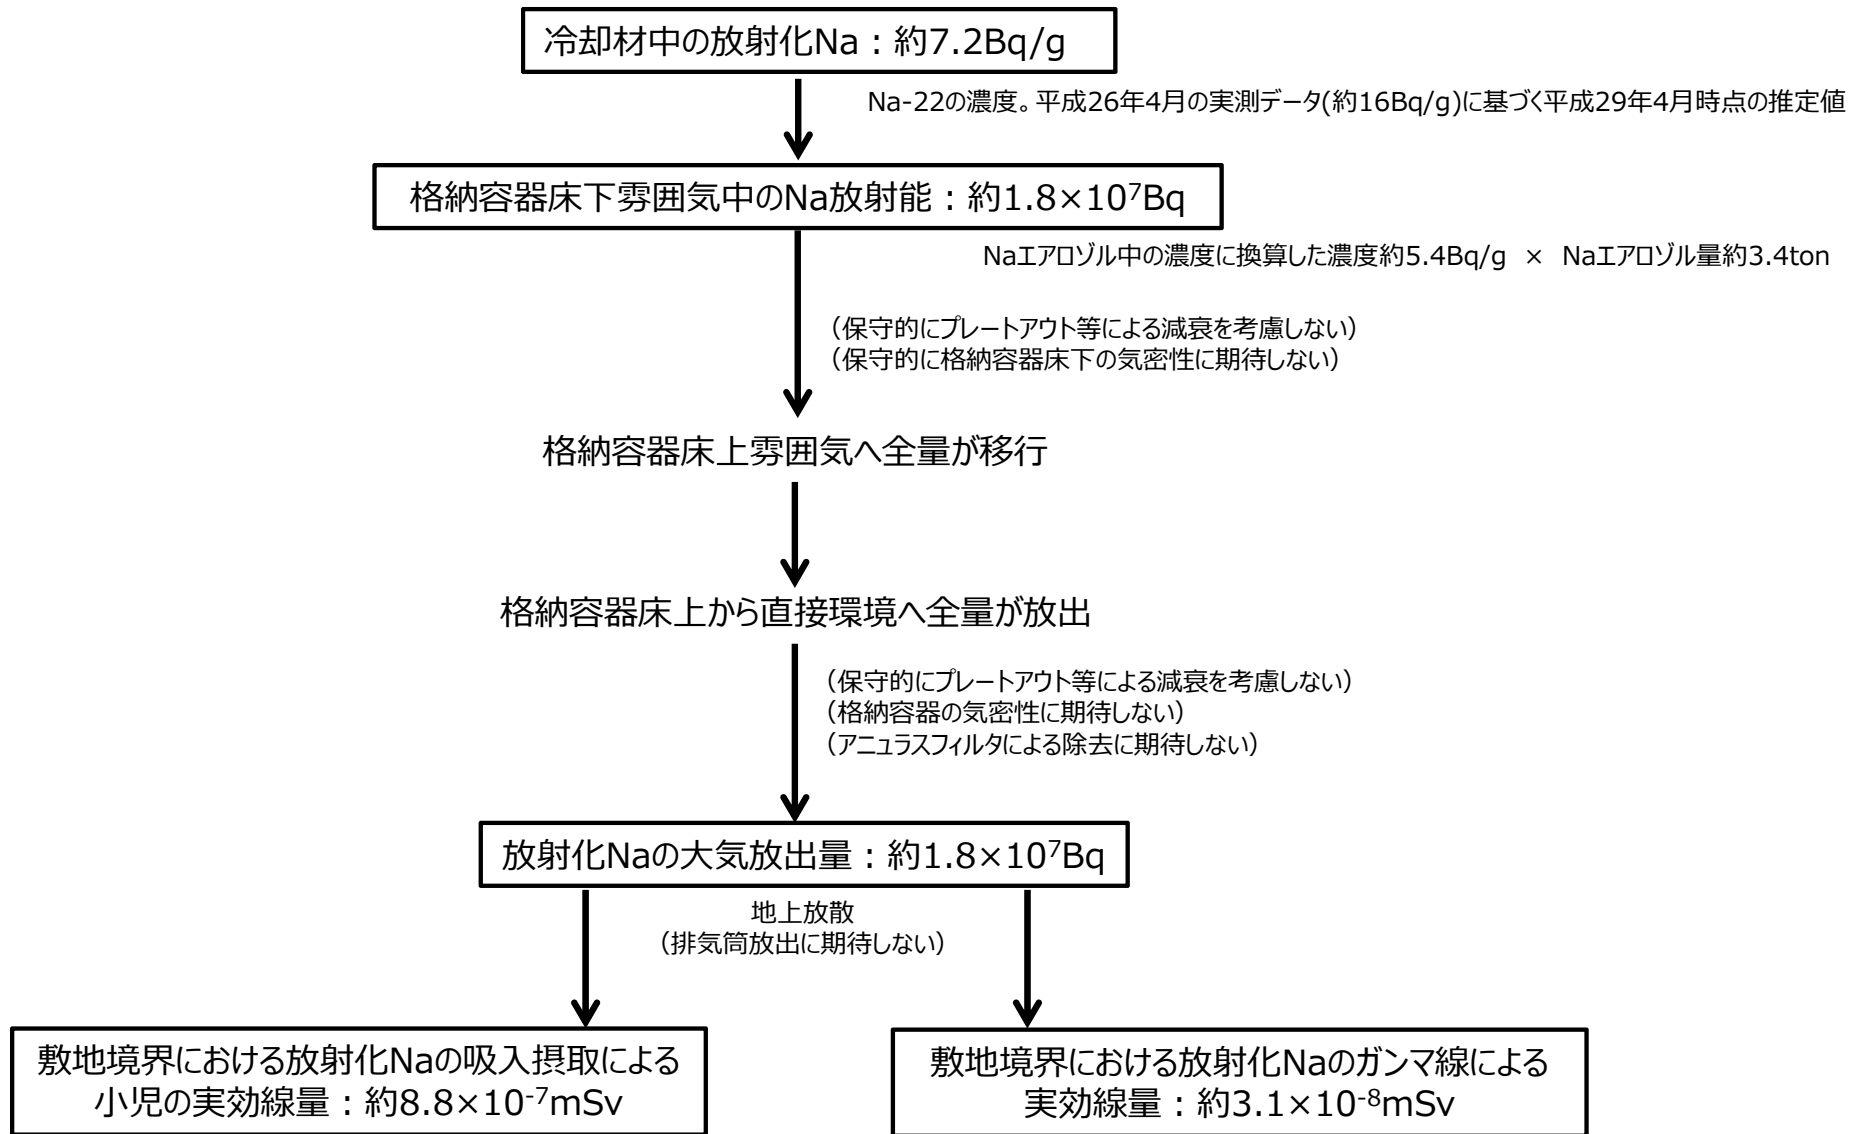 冷却材中の放射化Na：約7.2Bq/g
Na-22の濃度。平成26年4月の実測データ(約16Bq/g)に基づく平成29年4月時点の推定値
格納容器床下雰囲気中のNa放射能：約1.8×10⁷Bq
Naエアロゾル中の濃度に換算した濃度約5.4Bq/g × Naエアロゾル量約3.4ton
（保守的にプレートアウト等による減衰を考慮しない）
（保守的に格納容器床下の気密性に期待しない）
格納容器床上雰囲気へ全量が移行
格納容器床上から直接環境へ全量が放出
（保守的にプレートアウト等による減衰を考慮しない）
（格納容器の気密性に期待しない）
（アニュラスフィルタによる除去に期待しない）
放射化Naの大気放出量：約1.8×10⁷Bq
地上放散
（排気筒放出に期待しない）
敷地境界における放射化Naの吸入摂取による
小児の実効線量：約8.8×10⁻⁷mSv
敷地境界における放射化Naのガンマ線による
実効線量：約3.1×10⁻⁸mSv